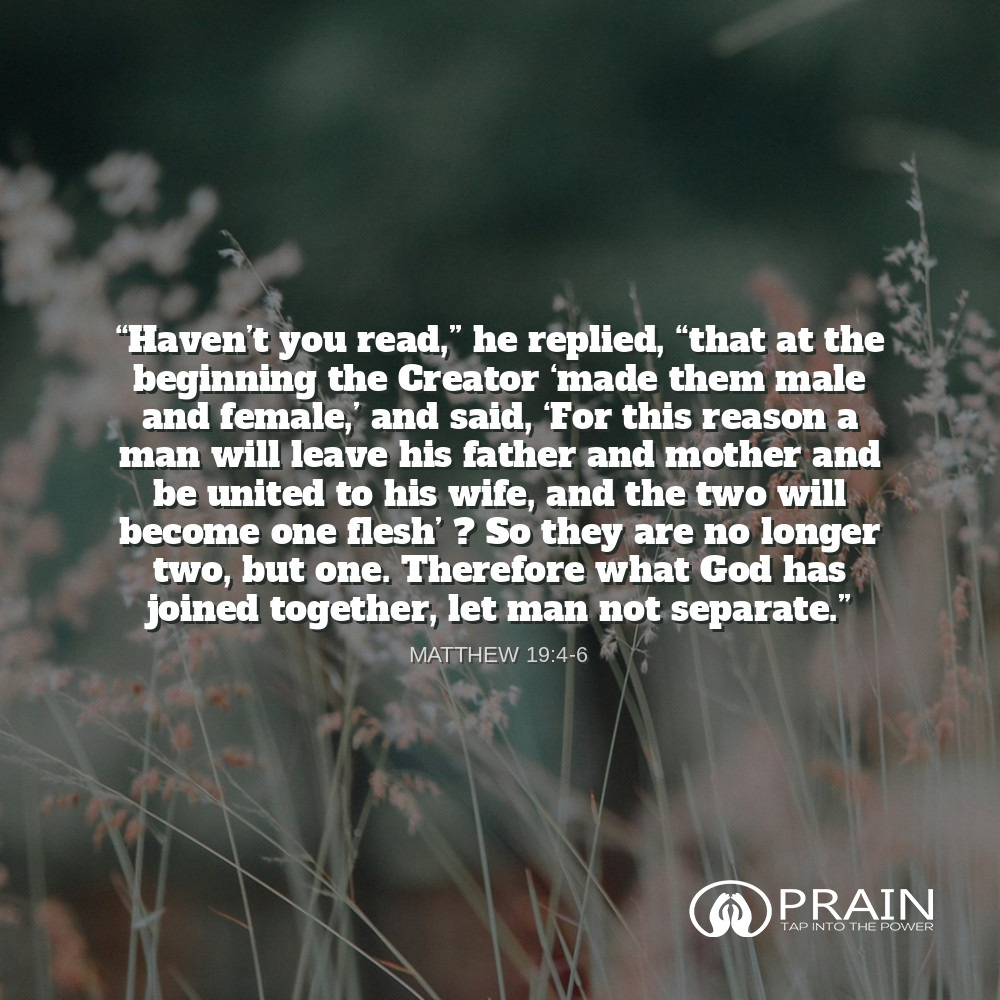 “Haven’t you read,” he replied, “that at the
beginning the Creator ‘made them male
and female,’ and said, ‘For this reason a
man will leave his father and mother and
be united to his wife, and the two will
become one flesh’ ? So they are no longer
two, but one. Therefore what God has
joined together, let man not separate.”
MATTHEW 19:4-6
PRAIN
TAP INTO THE POWER